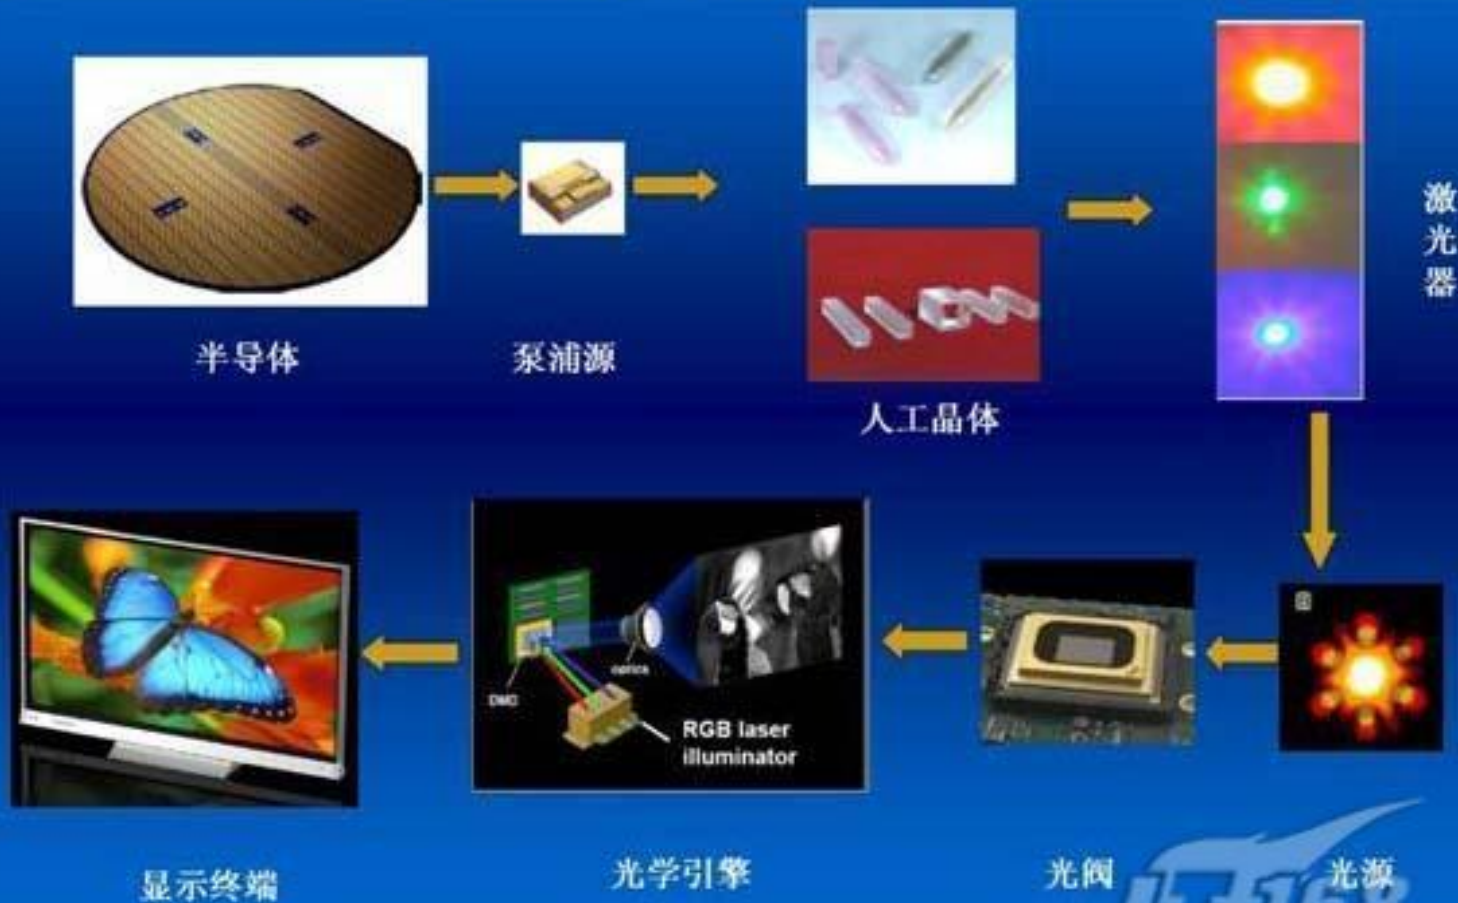 半导体
泵浦源
人工晶体
激光器
显示终端
光学引擎
DMD
optics
RGB laser
illuminator
光阀
光源